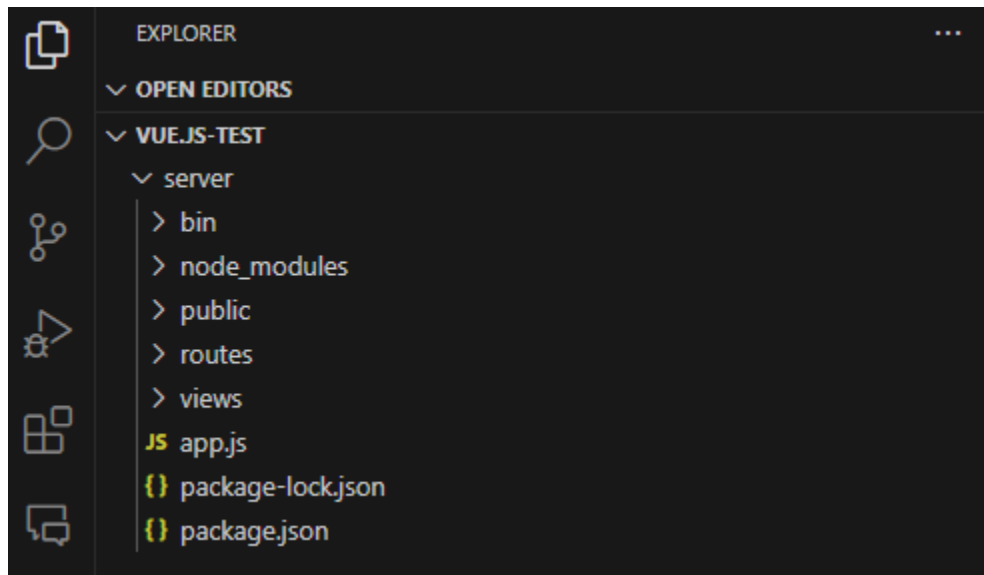 EXPLORER
OPEN EDITORS
VUE.JS-TEST
server
bin
node_modules
public
routes
views
JS app.js
{} package-lock.json
{} package.json